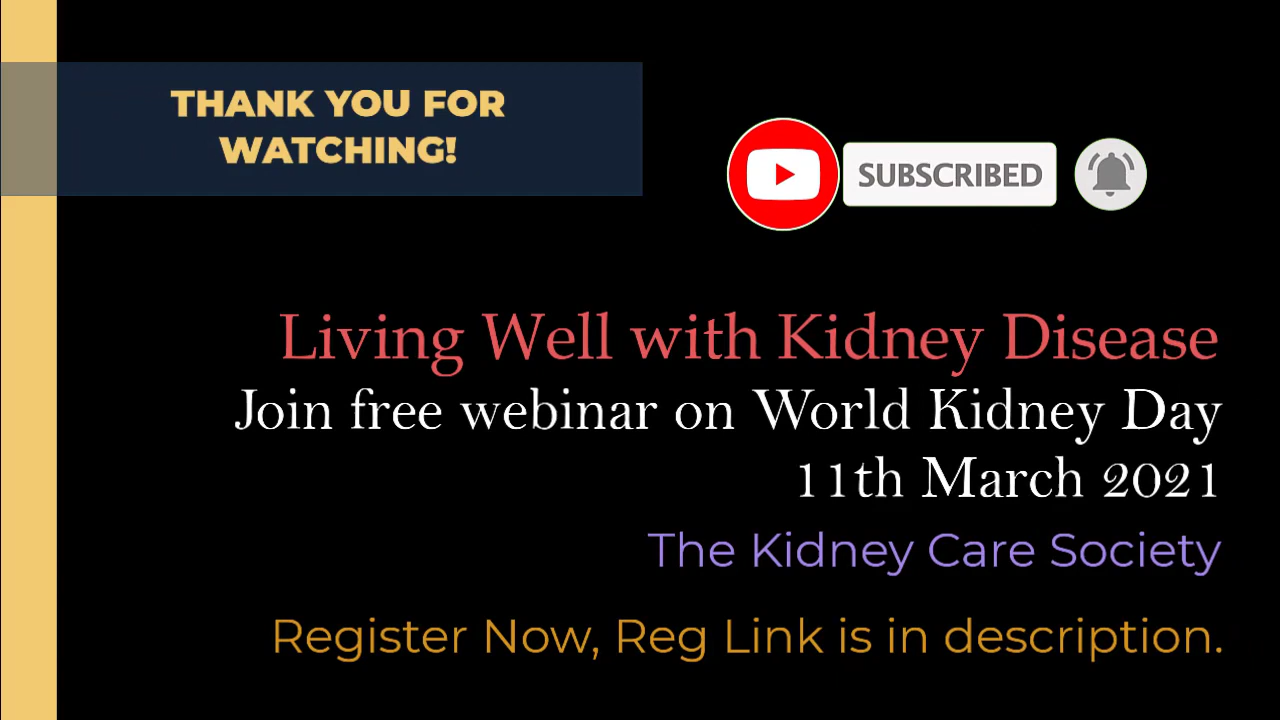 THANK YOU FOR
WATCHING!
SUBSCRIBED
Living Well with Kidney Disease
Join free webinar on World Kidney Day
11th March 2021
The Kidney Care Society
Register Now, Reg Link is in description.